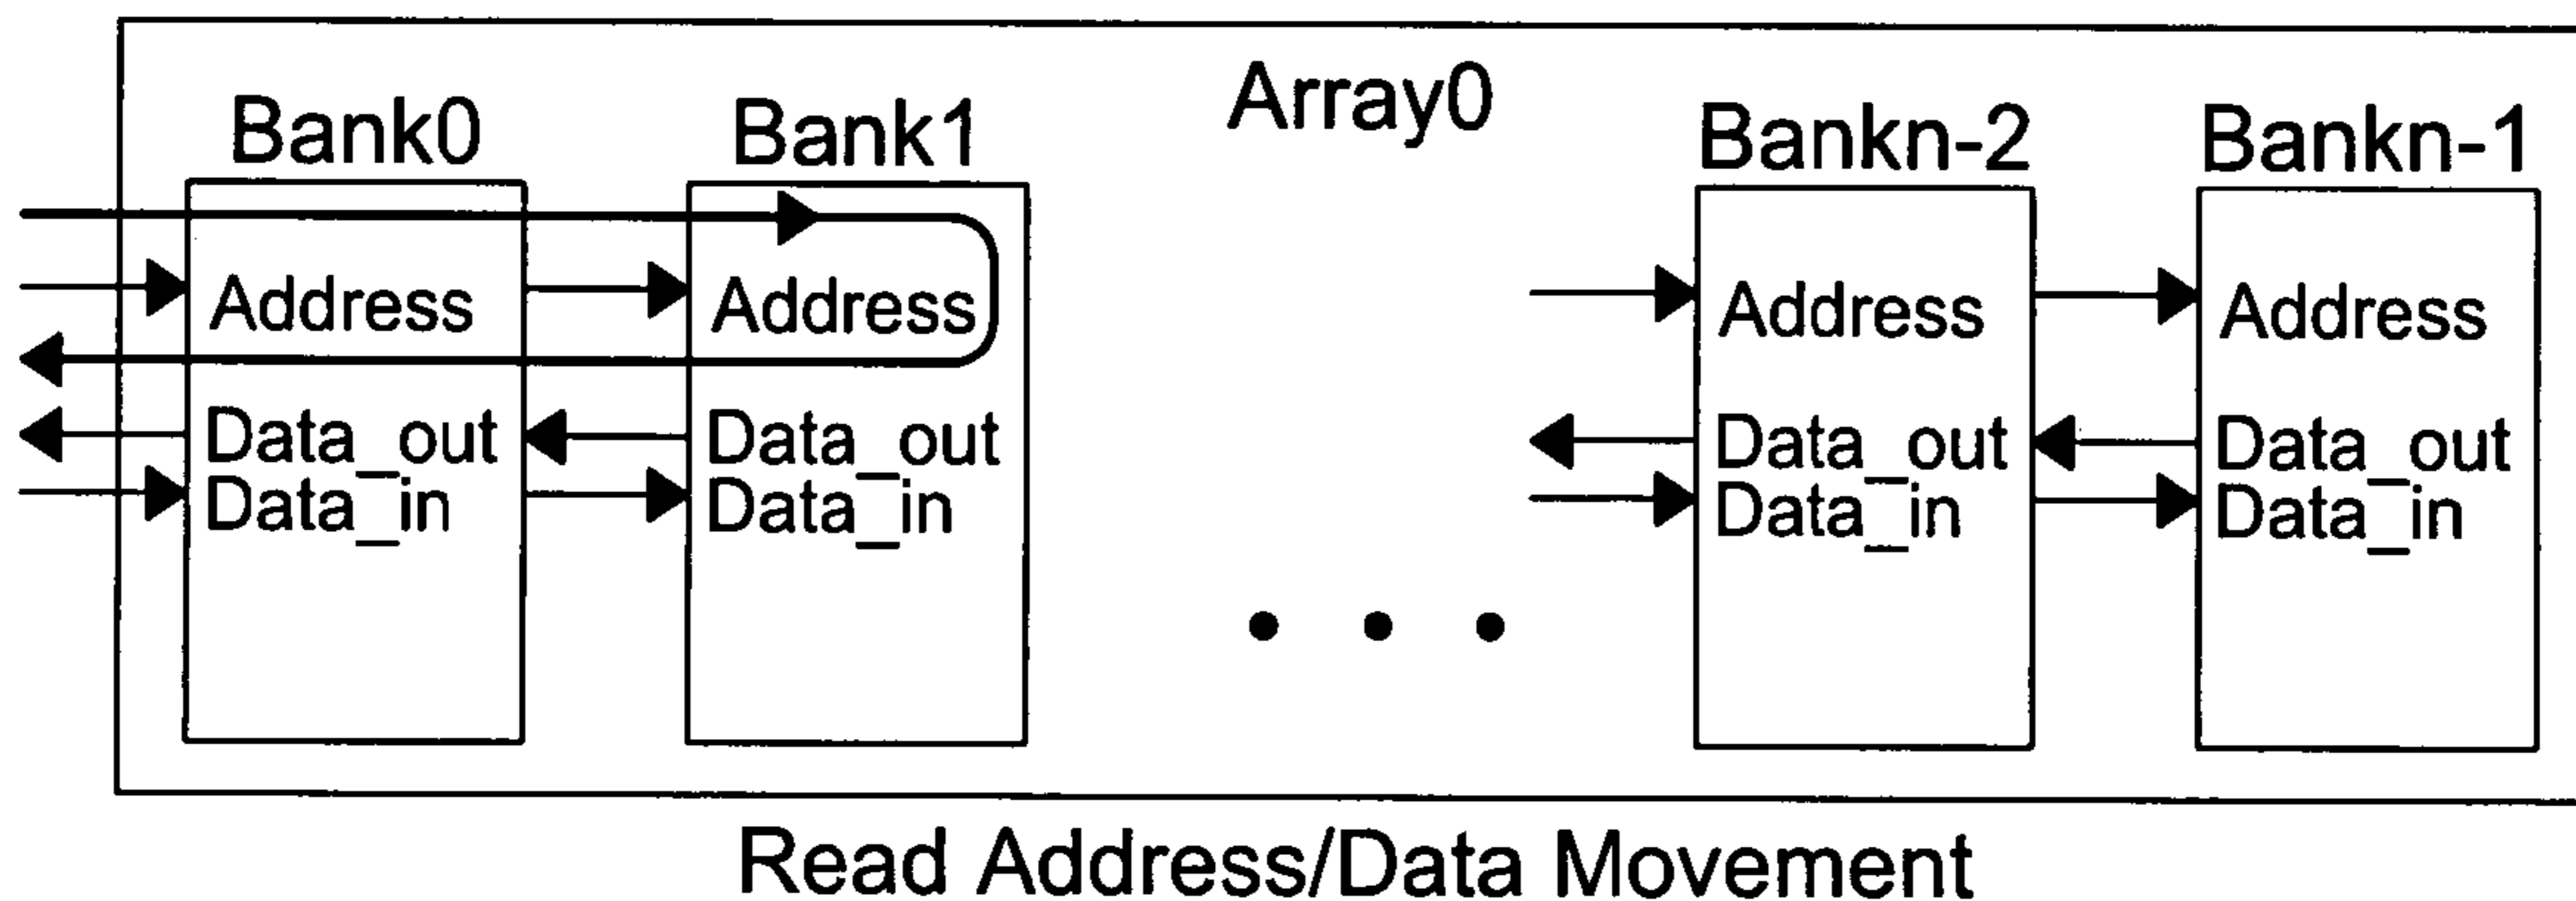 Array0
Bank0 Bank1 Bankn-2 Bankn-1
Address Address Address Address
Data_out Data_out Data_out Data_out
Data_in Data_in Data_in Data_in
Read Address/Data Movement